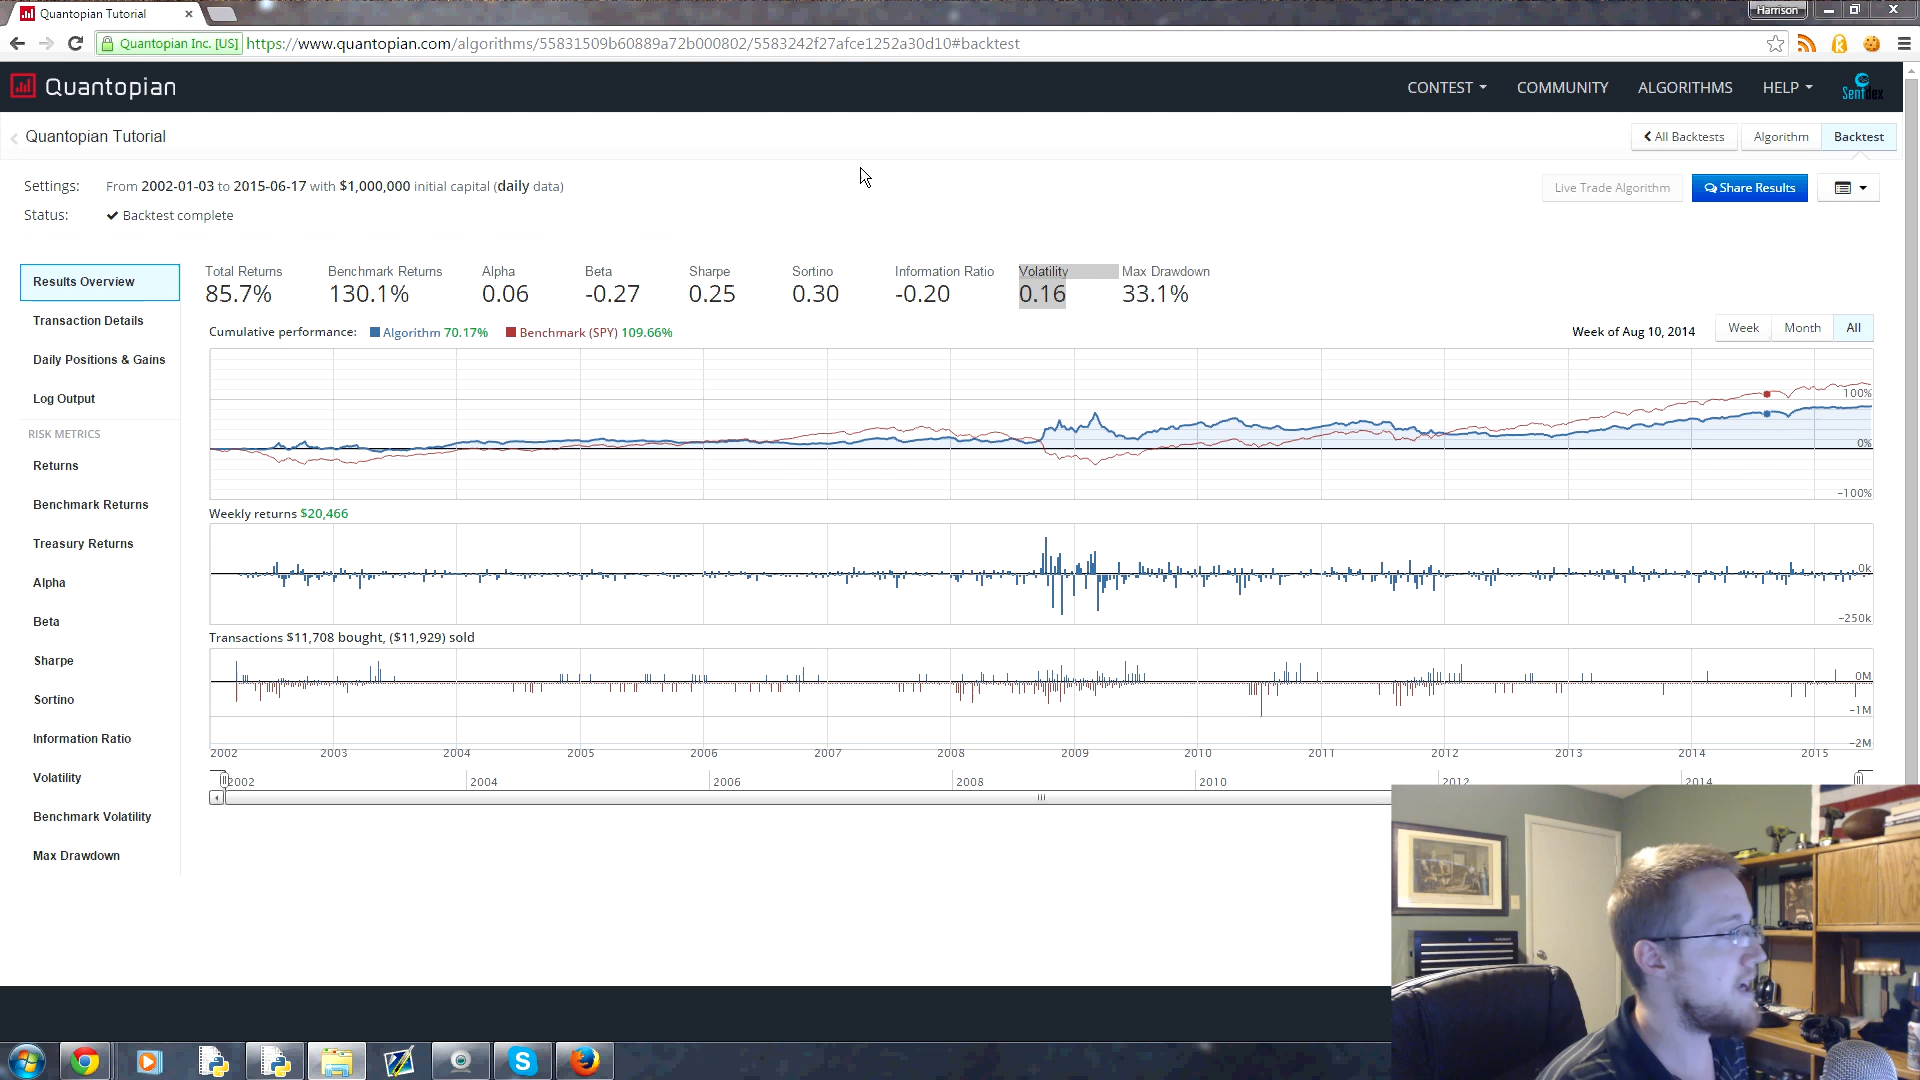 Quantopian Tutorial
Harrison
Quantopian Inc. [US] https://www.quantopian.com/algorithms/55831509b60889a72b000802/5583242f27afce1252a30d10#backtest
Quantopian
CONTEST COMMUNITY ALGORITHMS HELP
Sentdex
Quantopian Tutorial
All Backtests Algorithm Backtest
Settings: From 2002-01-03 to 2015-06-17 with $1,000,000 initial capital (daily data)
Live Trade Algorithm Share Results
Status: Backtest complete
Results Overview
Transaction Details
Daily Positions & Gains
Log Output
RISK METRICS
Returns
Benchmark Returns
Treasury Returns
Alpha
Beta
Sharpe
Sortino
Information Ratio
Volatility
Benchmark Volatility
Max Drawdown
Total Returns Benchmark Returns Alpha Beta Sharpe Sortino Information Ratio Volatility Max Drawdown
85.7% 130.1% 0.06 -0.27 0.25 0.30 -0.20 0.16 33.1%
Cumulative performance: Algorithm 70.17% Benchmark (SPY) 109.66%
Week of Aug 10, 2014 Week Month All
100%
0%
-100%
Weekly returns $20,466
0k
-250k
Transactions $11,708 bought, ($11,929) sold
0M
-1M
-2M
2002 2003 2004 2005 2006 2007 2008 2009 2010 2011 2012 2013 2014 2015
2002 2004 2006 2008 2010 2012 2014